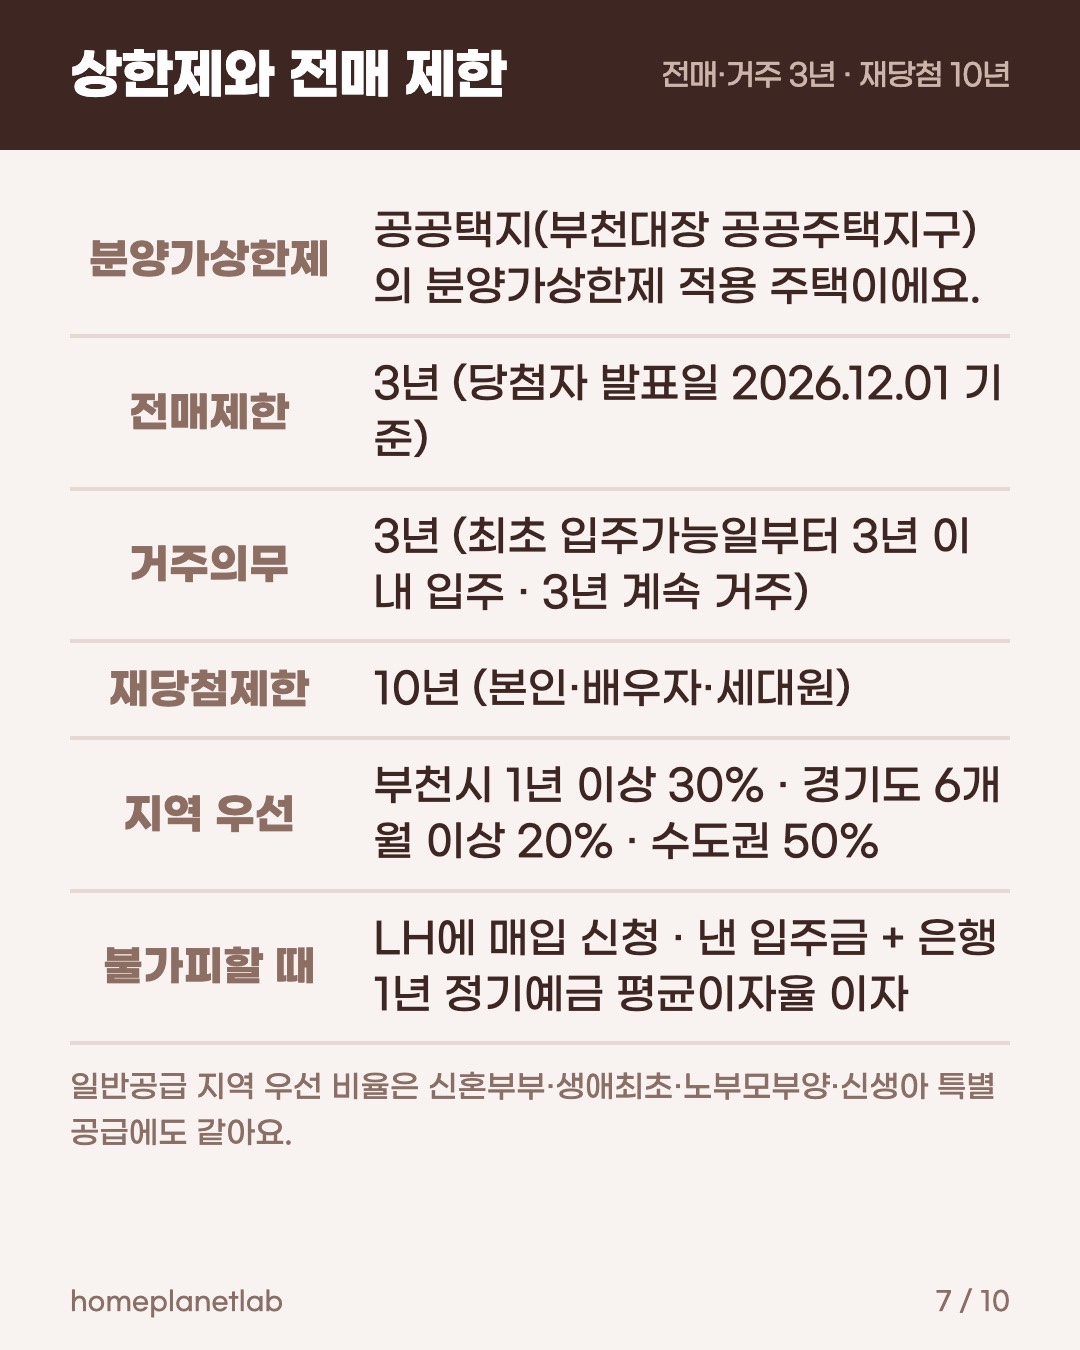 상한제와 전매 제한
전매·거주 3년 · 재당첨 10년
분양가상한제
공공택지(부천대장 공공주택지구)
의 분양가상한제 적용 주택이에요.
전매제한
3년 (당첨자 발표일 2026.12.01 기
준)
거주의무
3년 (최초 입주가능일부터 3년 이
내 입주 · 3년 계속 거주)
재당첨제한
10년 (본인·배우자·세대원)
지역 우선
부천시 1년 이상 30% · 경기도 6개
월 이상 20% · 수도권 50%
불가피할 때
LH에 매입 신청 · 낸 입주금 + 은행
1년 정기예금 평균이자율 이자
일반공급 지역 우선 비율은 신혼부부·생애최초·노부모부양·신생아 특별
공급에도 같아요.
homeplanetlab
7 / 10